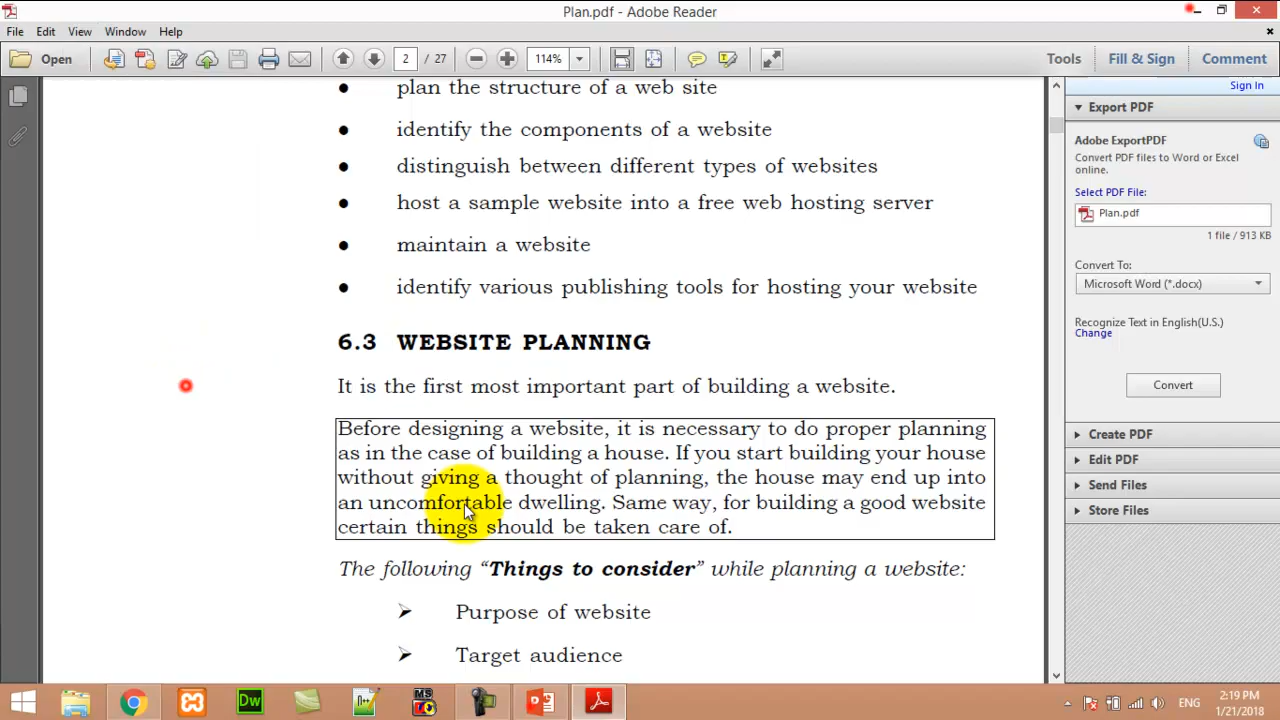 Plan.pdf - Adobe Reader
File Edit View Window Help
Open 2 / 27 114% Tools Fill & Sign Comment
Sign In
plan the structure of a web site
identify the components of a website
distinguish between different types of websites
host a sample website into a free web hosting server
maintain a website
identify various publishing tools for hosting your website
6.3 WEBSITE PLANNING
It is the first most important part of building a website.
Before designing a website, it is necessary to do proper planning
as in the case of building a house. If you start building your house
without giving a thought of planning, the house may end up into
an uncomfortable dwelling. Same way, for building a good website
certain things should be taken care of.
The following “Things to consider” while planning a website:
Purpose of website
Target audience
Export PDF
Adobe ExportPDF
Convert PDF files to Word or Excel
online.
Select PDF File:
Plan.pdf
1 file / 913 KB
Convert To:
Microsoft Word (*.docx)
Recognize Text in English(U.S.)
Change
Convert
Create PDF
Edit PDF
Send Files
Store Files
Dw
MS
ENG
2:19 PM
1/21/2018